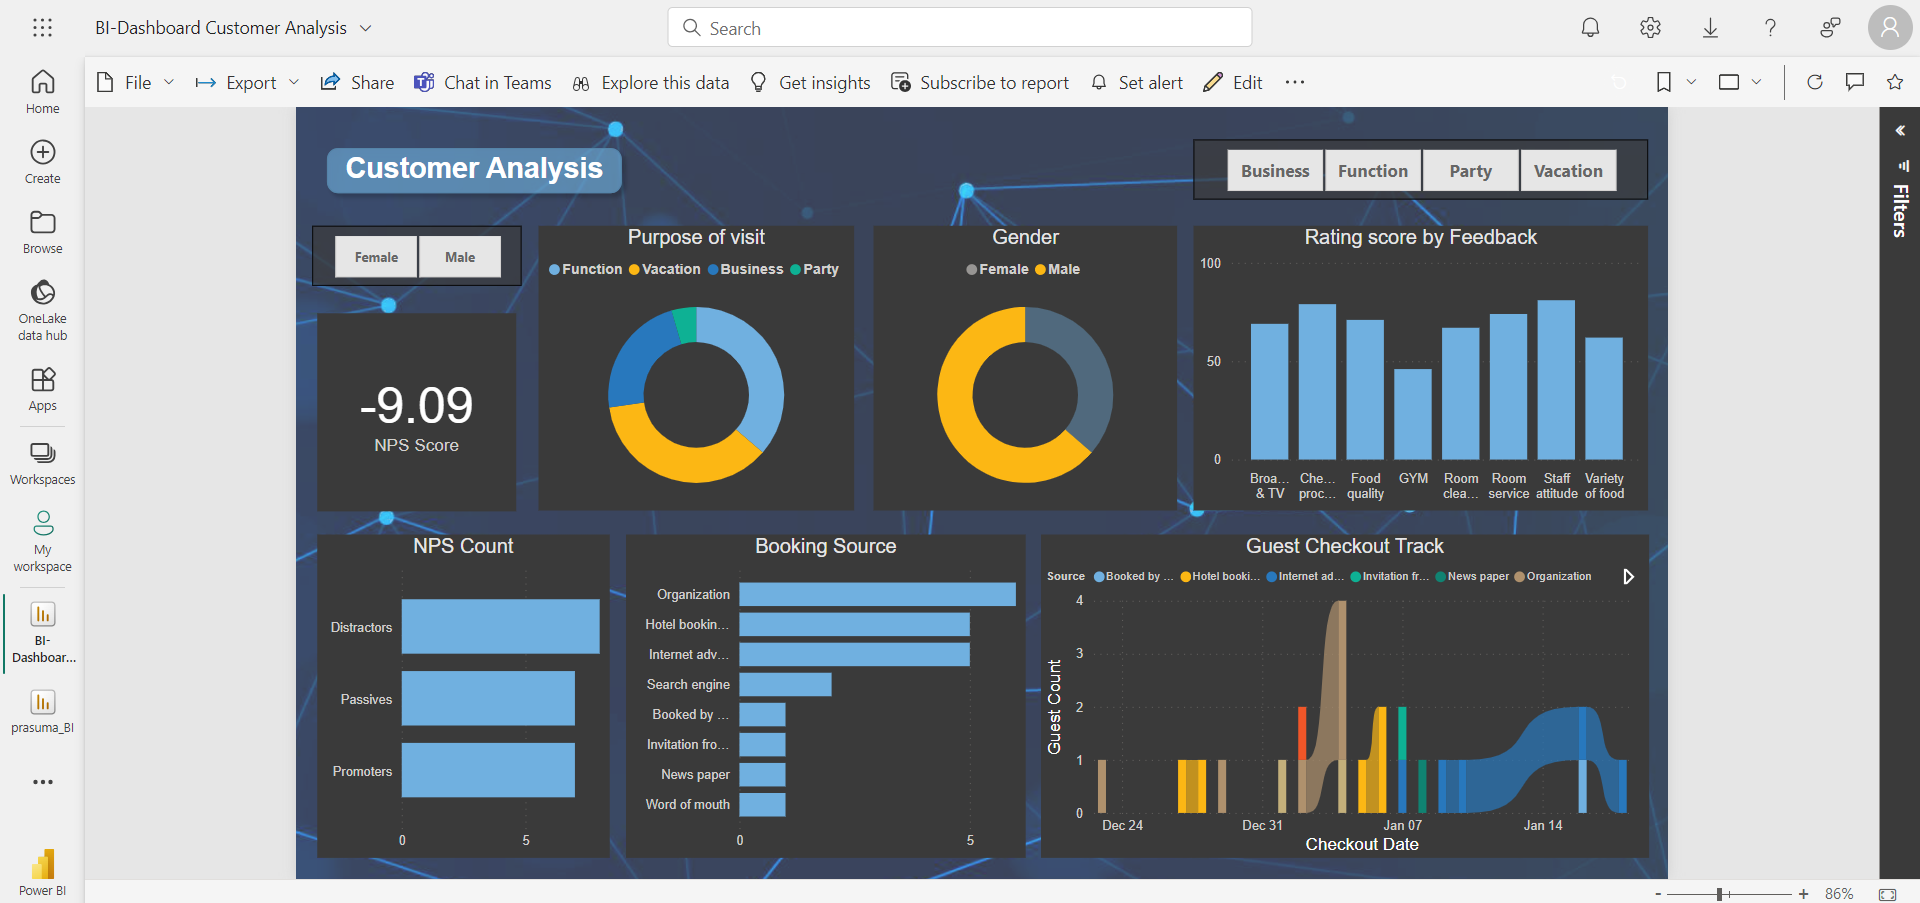 BI-Dashboard Customer Analysis
Search
Home
Create
Browse
OneLake
data hub
Apps
Workspaces
My
workspace
BI-
Dashboar...
prasuma_BI
Power BI
File
Export
Share
Chat in Teams
Explore this data
Get insights
Subscribe to report
Set alert
Edit
Filters
Customer Analysis
Business Function Party Vacation
Female Male
-9.09
NPS Score
Purpose of visit
Function Vacation Business Party
Gender
Female Male
Rating score by Feedback
100
50
0
Broa...
& TV
Che...
proc...
Food
quality
GYM
Room
clea...
Room
service
Staff
attitude
Variety
of food
NPS Count
Distractors
Passives
Promoters
0 5
Booking Source
Organization
Hotel bookin...
Internet adv...
Search engine
Booked by ...
Invitation fro...
News paper
Word of mouth
0 5
Guest Checkout Track
Source Booked by ... Hotel booki... Internet ad... Invitation fr... News paper Organization
Guest Count
4
3
2
1
0
Dec 24 Dec 31 Jan 07 Jan 14
Checkout Date
- + 86%